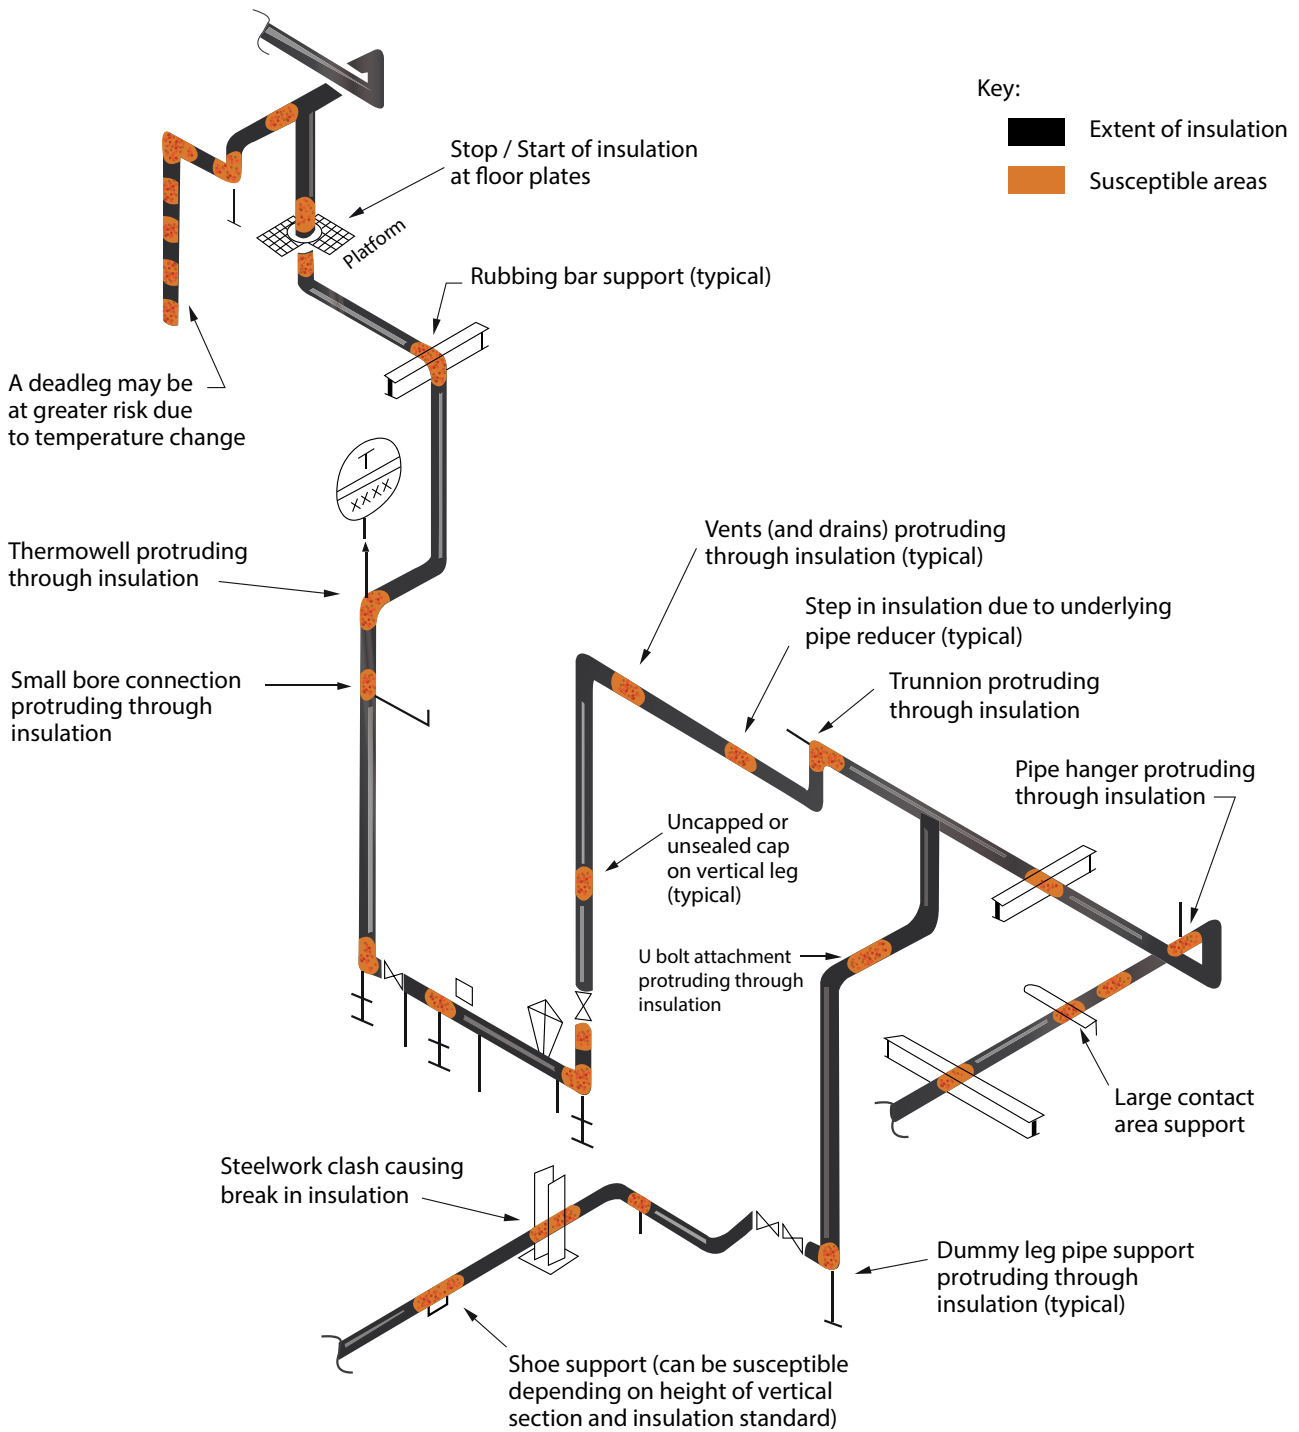 Key:
Extent of insulation
Susceptible areas
Stop / Start of insulation
at floor plates
Platform
Rubbing bar support (typical)
A deadleg may be
at greater risk due
to temperature change
T
XXXX
Thermowell protruding
through insulation
Small bore connection
protruding through
insulation
Vents (and drains) protruding
through insulation (typical)
Step in insulation due to underlying
pipe reducer (typical)
Trunnion protruding
through insulation
Pipe hanger protruding
through insulation
Uncapped or
unsealed cap
on vertical leg
(typical)
U bolt attachment
protruding through
insulation
Large contact
area support
Steelwork clash causing
break in insulation
Dummy leg pipe support
protruding through
insulation (typical)
Shoe support (can be susceptible
depending on height of vertical
section and insulation standard)